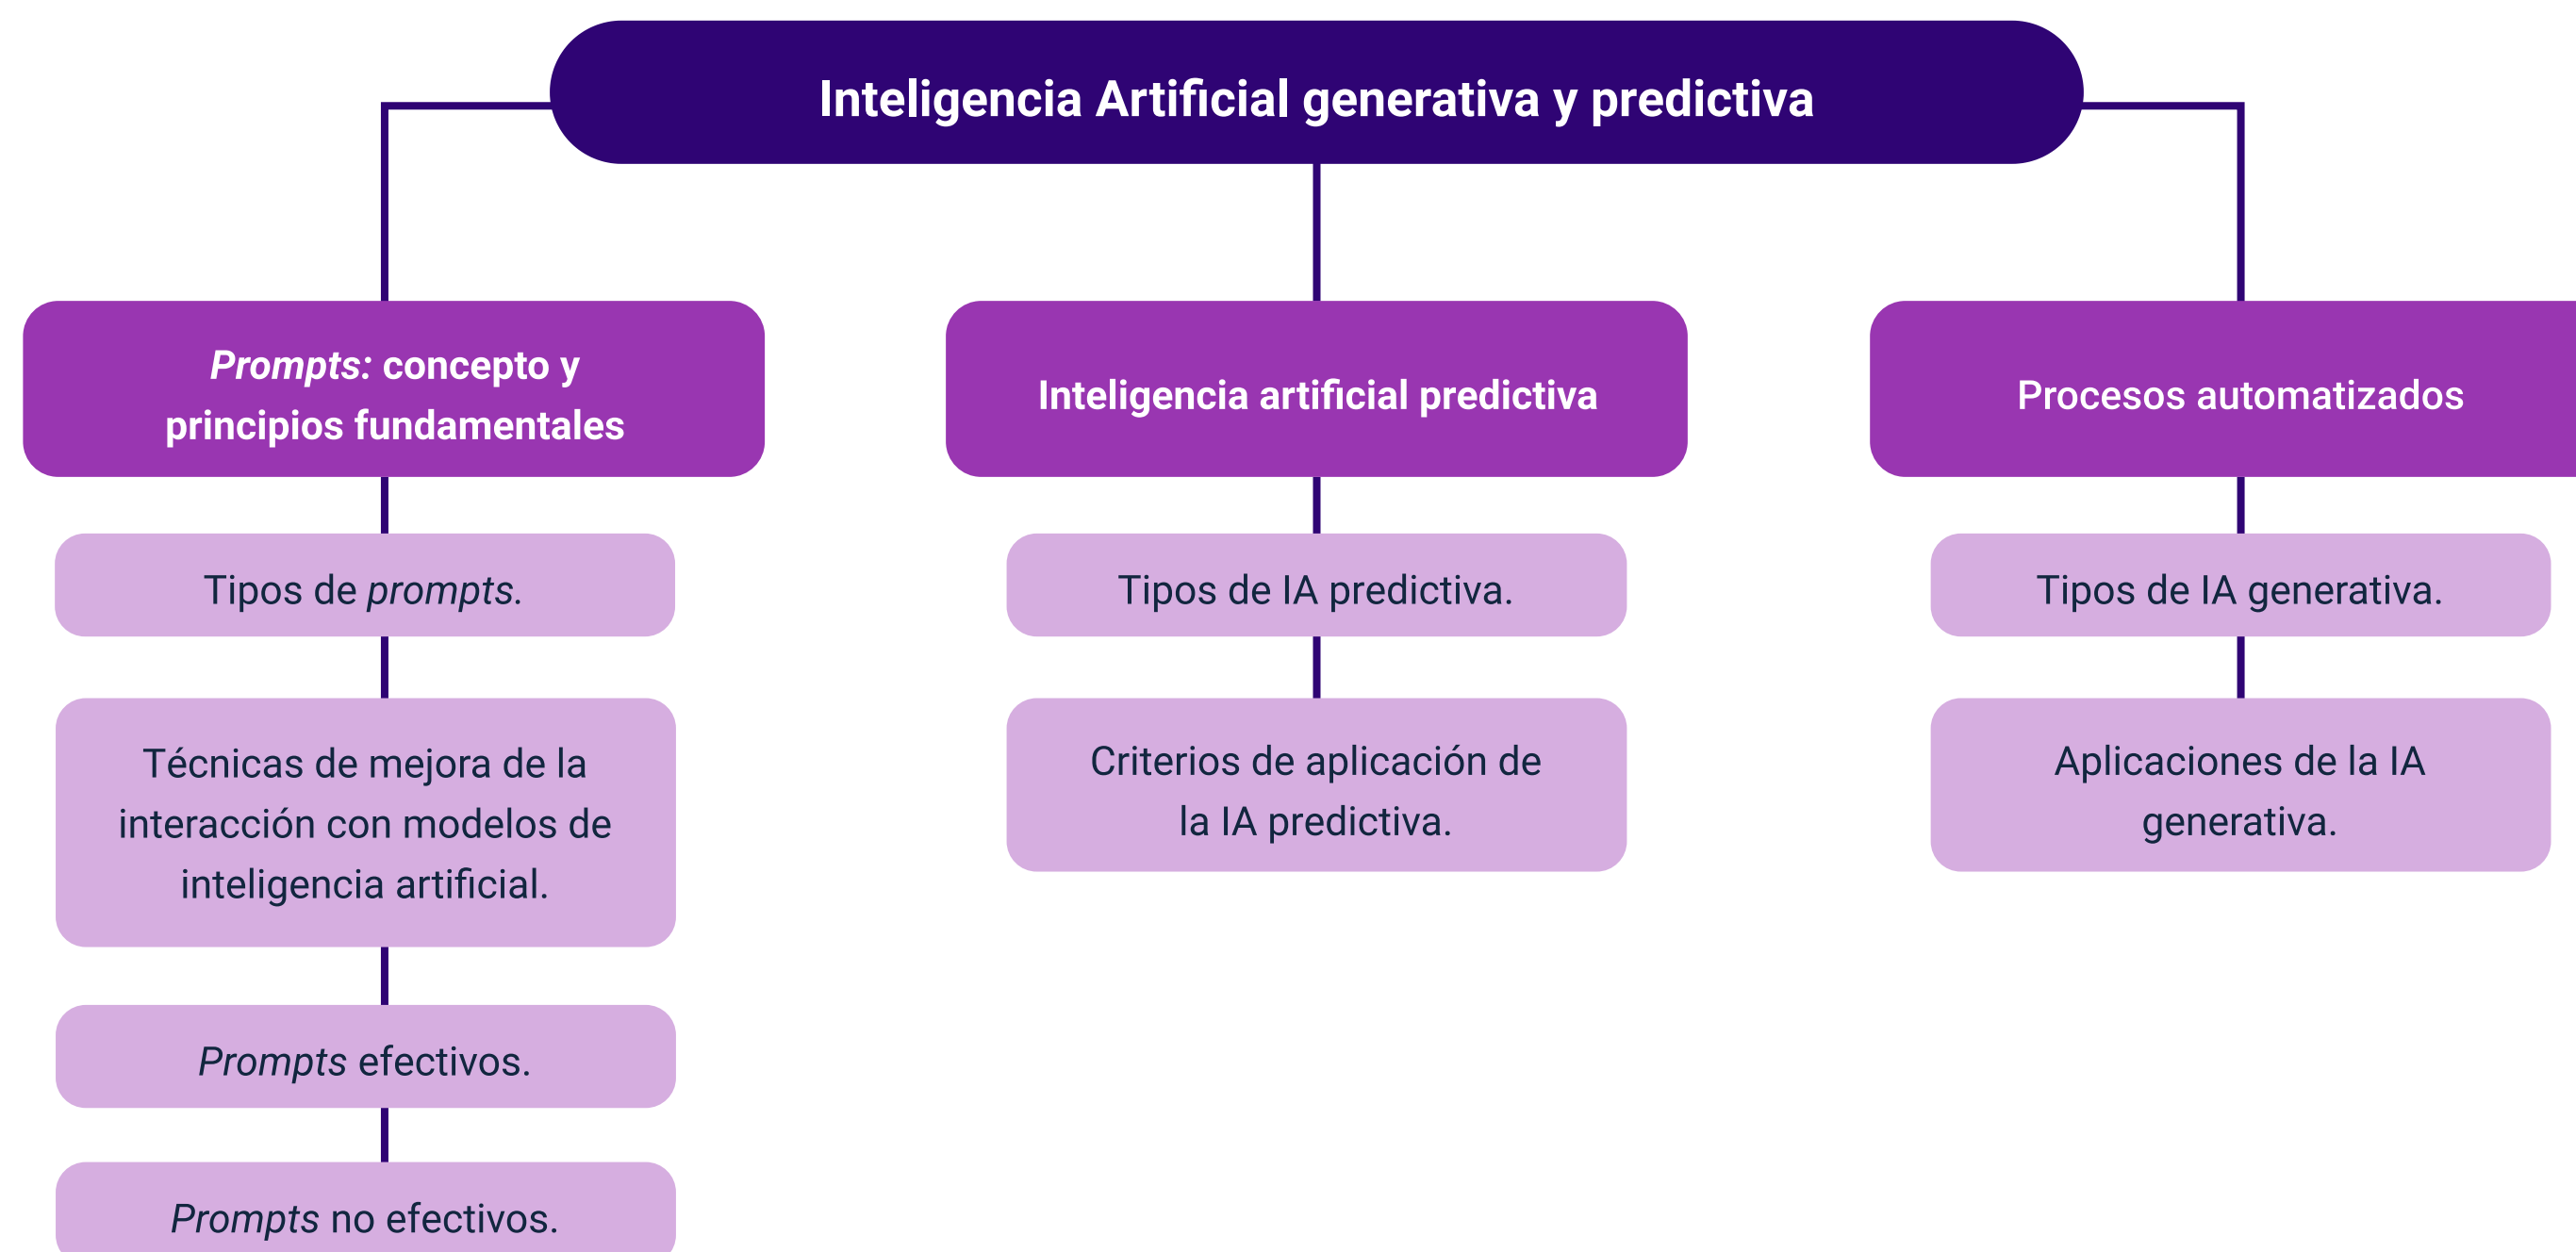 Inteligencia Artificial generativa y predictiva
Prompts: concepto y
principios fundamentales
Tipos de prompts.
Técnicas de mejora de la
interacción con modelos de
inteligencia artificial.
Prompts efectivos.
Prompts no efectivos.
Inteligencia artificial predictiva
Tipos de IA predictiva.
Criterios de aplicación de
la IA predictiva.
Procesos automatizados
Tipos de IA generativa.
Aplicaciones de la IA
generativa.